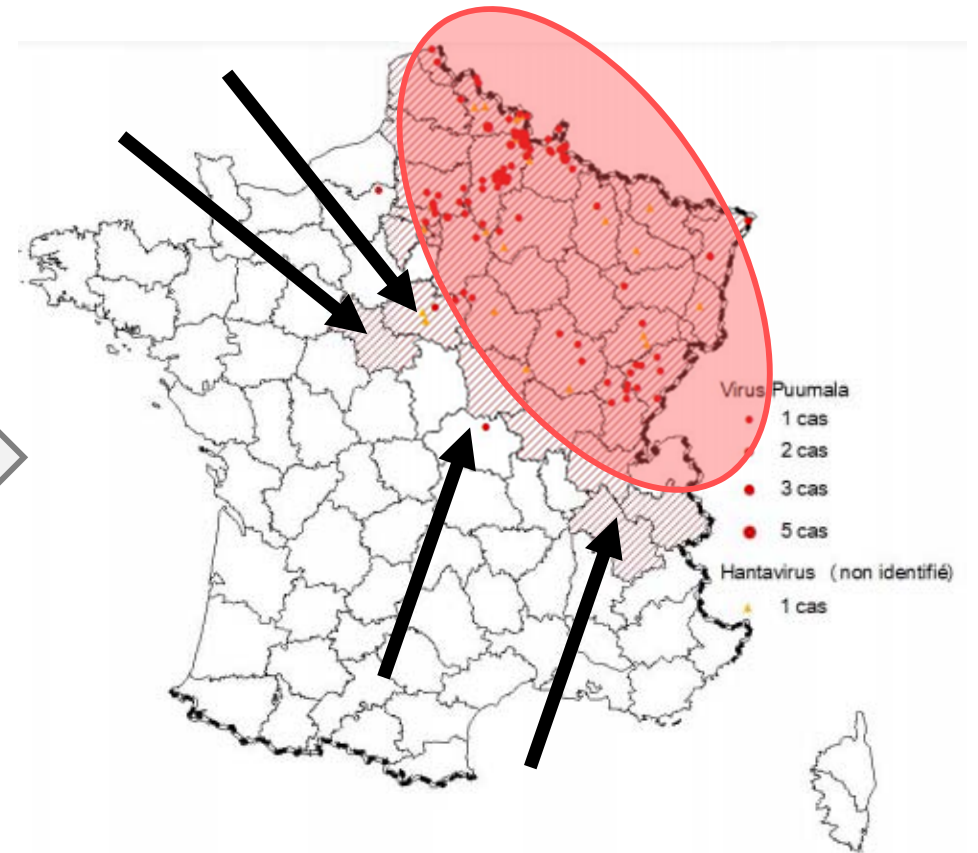 Virus Puumala
1 cas
2 cas
3 cas
5 cas
Hantavirus (non identifié)
1 cas